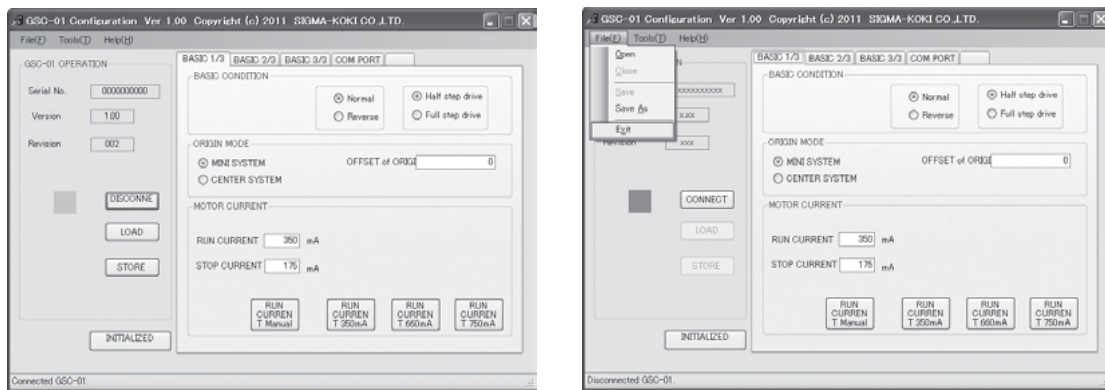 GSC-01 Configuration Ver 1.00 Copyright (c) 2011 SIGMA-KOKI CO.,LTD.
File(F) Tools(T) Help(H)
GSC-01 OPERATION
Serial No. 0000000000
Version 1.00
Revision 002
DISCONNE
LOAD
STORE
INITIALIZED
BASIC 1/3 BASIC 2/3 BASIC 3/3 COM PORT
BASIC CONDITION
Normal
Reverse
Half step drive
Full step drive
ORIGIN MODE
MINI SYSTEM
CENTER SYSTEM
OFFSET of ORIGI 0
MOTOR CURRENT
RUN CURRENT 350 mA
STOP CURRENT 175 mA
RUN CURREN T Manual
RUN CURREN T 350mA
RUN CURREN T 660mA
RUN CURREN T 750mA
Connected GSC-01.
GSC-01 Configuration Ver 1.00 Copyright (c) 2011 SIGMA-KOKI CO.,LTD.
File(F) Tools(T) Help(H)
Open
Close
Save
Save As
Exit
N
xxxxxxxxxx
x.xx
Revision xxx
CONNECT
LOAD
STORE
INITIALIZED
BASIC 1/3 BASIC 2/3 BASIC 3/3 COM PORT
BASIC CONDITION
Normal
Reverse
Half step drive
Full step drive
ORIGIN MODE
MINI SYSTEM
CENTER SYSTEM
OFFSET of ORIGI 0
MOTOR CURRENT
RUN CURRENT 350 mA
STOP CURRENT 175 mA
RUN CURREN T Manual
RUN CURREN T 350mA
RUN CURREN T 660mA
RUN CURREN T 750mA
Disconnected GSC-01.